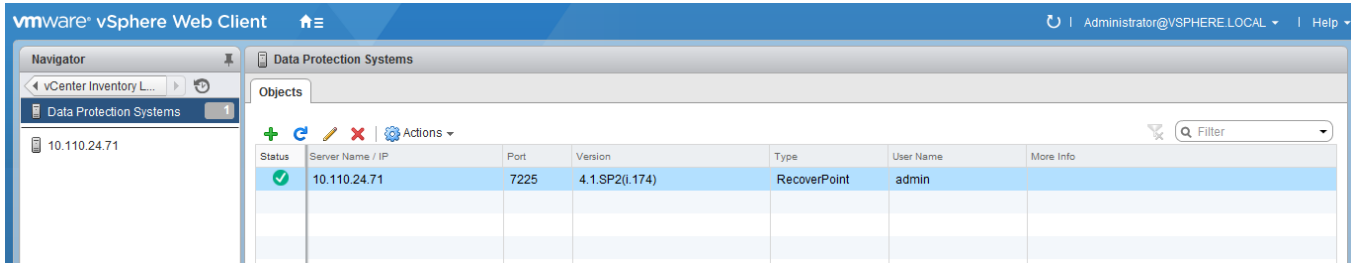 vmware® vSphere Web Client
Administrator@VSPHERE.LOCAL | Help
Navigator
vCenter Inventory L...
Data Protection Systems 1
10.110.24.71
Data Protection Systems
Objects
Actions
Filter
Status Server Name / IP Port Version Type User Name More Info
10.110.24.71 7225 4.1.SP2(i.174) RecoverPoint admin